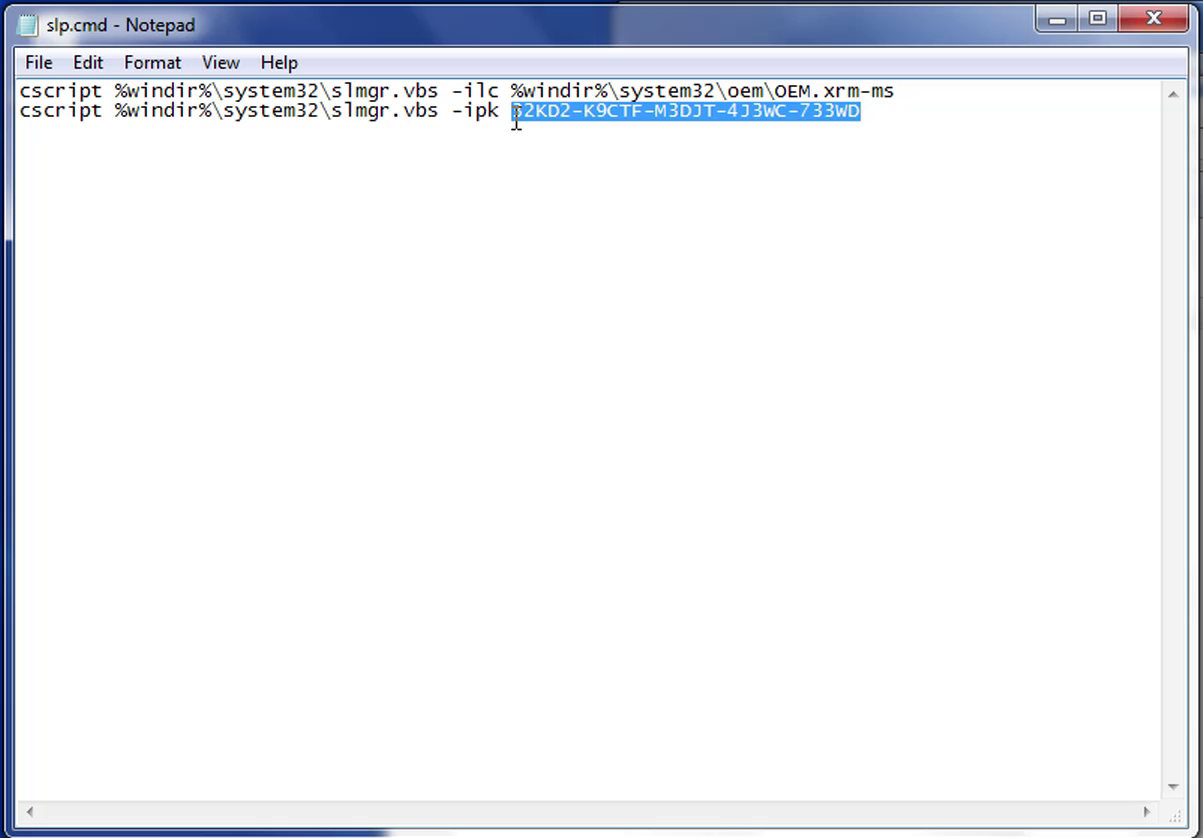 slp.cmd - Notepad
File Edit Format View Help
cscript %windir%\system32\slmgr.vbs -ilc %windir%\system32\oem\OEM.xrm-ms
cscript %windir%\system32\slmgr.vbs -ipk 32KD2-K9CTF-M3DJT-4J3WC-733WD